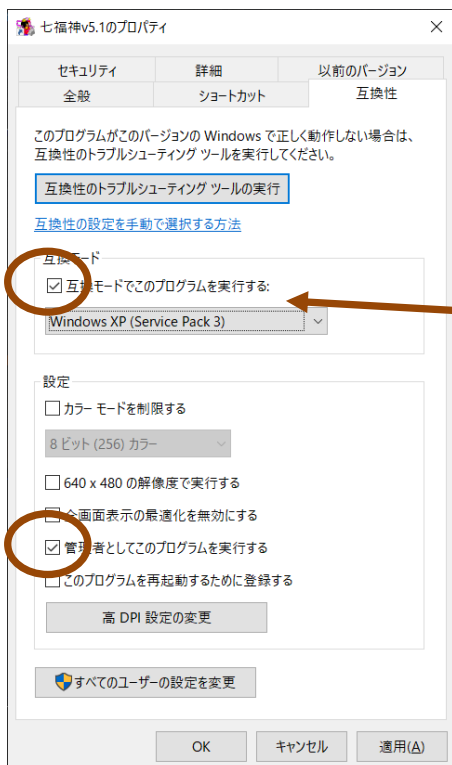 七福神v5.1のプロパティ
セキュリティ 詳細 以前のバージョン
全般 ショートカット 互換性
このプログラムがこのバージョンの Windows で正しく動作しない場合は、
互換性のトラブルシューティング ツールを実行してください。
互換性のトラブルシューティング ツールの実行
互換性の設定を手動で選択する方法
互換モード
互換モードでこのプログラムを実行する:
Windows XP (Service Pack 3)
設定
カラー モードを制限する
8 ビット (256) カラー
640 x 480 の解像度で実行する
全画面表示の最適化を無効にする
管理者としてこのプログラムを実行する
このプログラムを再起動するために登録する
高 DPI 設定の変更
すべてのユーザーの設定を変更
OK キャンセル 適用(A)